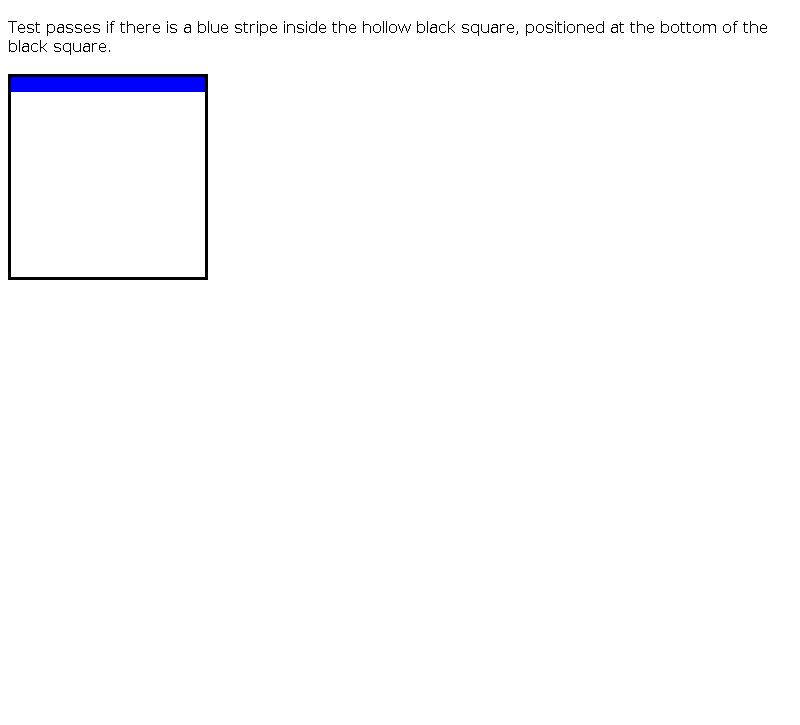 Test passes if there is a blue stripe inside the hollow black square, positioned at the bottom of the
black square.